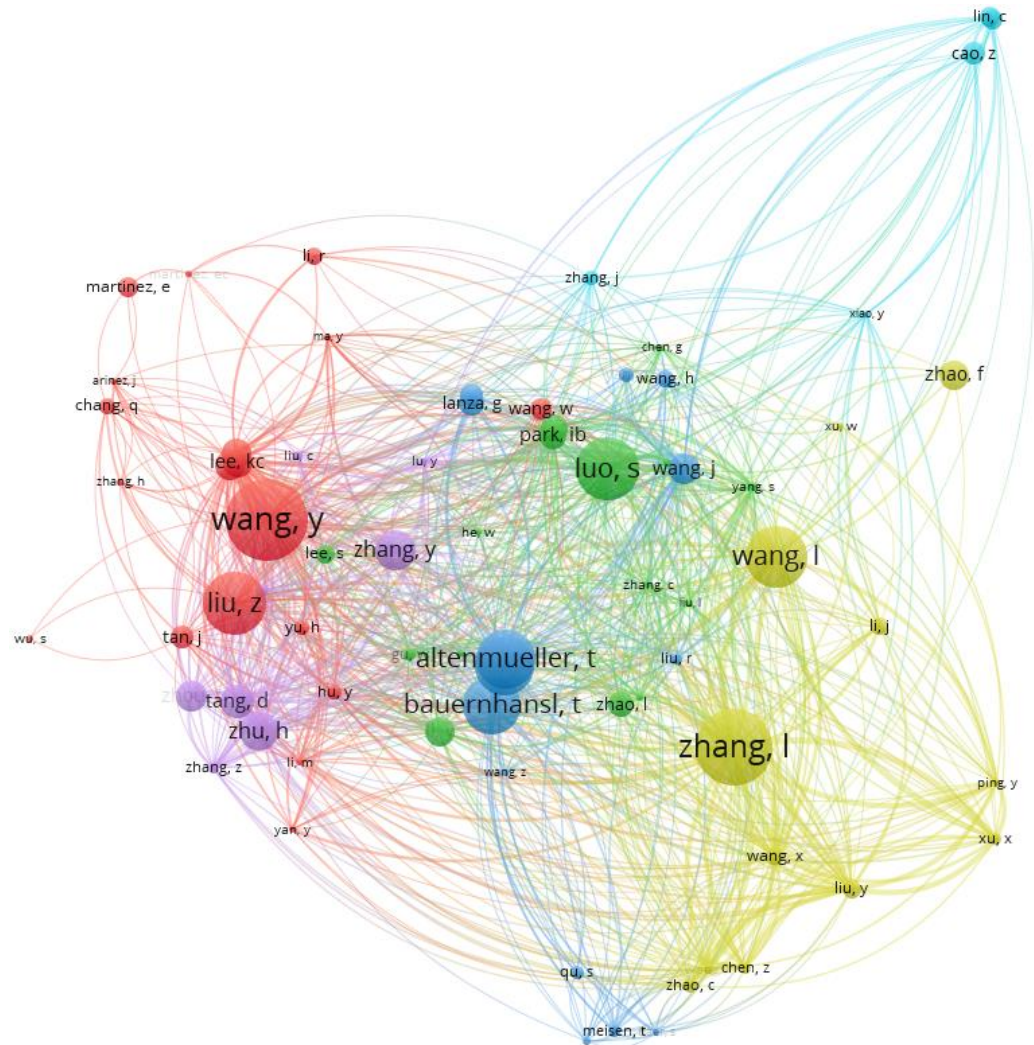 lin, c
cao, z
martinez, ec
li, r
martinez, e
zhang, j
xiao, y
ma, y
chen, g
arinez, j
wang, h
zhao, f
chang, q
lanza, g
wang, w
xu, w
park, ib
liu, c
lu, y
lee, kc
luo, s
wang, j
zhang, h
yang, s
wang, y
he, w
lee, s
zhang, y
wang, l
zhang, c
liu, z
yu, h
li, j
wu, s
tan, j
altenmueller, t
liu, r
hu, y
tang, d
bauernhansl, t
zhao, l
zhu, h
zhang, l
li, m
zhang, z
wang, z
ping, y
yan, y
xu, x
wang, x
liu, y
qu, s
chen, z
zhao, c
meisen, t